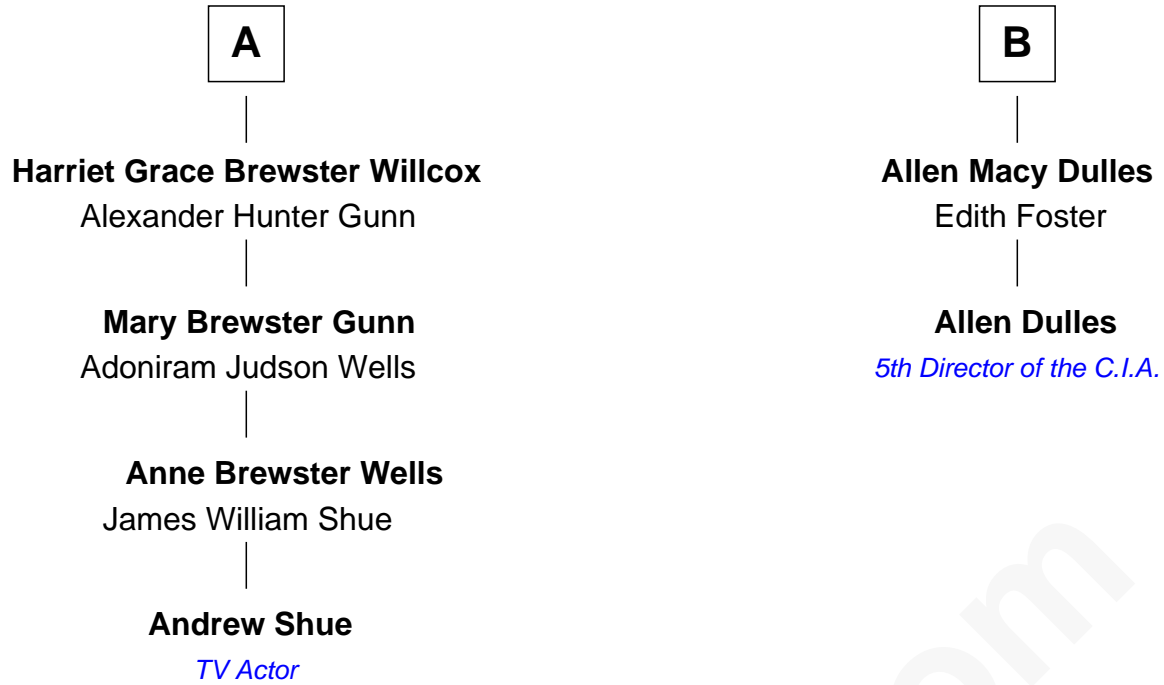 A
Harriet Grace Brewster Willcox
Alexander Hunter Gunn
Mary Brewster Gunn
Adoniram Judson Wells
Anne Brewster Wells
James William Shue
Andrew Shue
TV Actor
B
Allen Macy Dulles
Edith Foster
Allen Dulles
5th Director of the C.I.A.
om